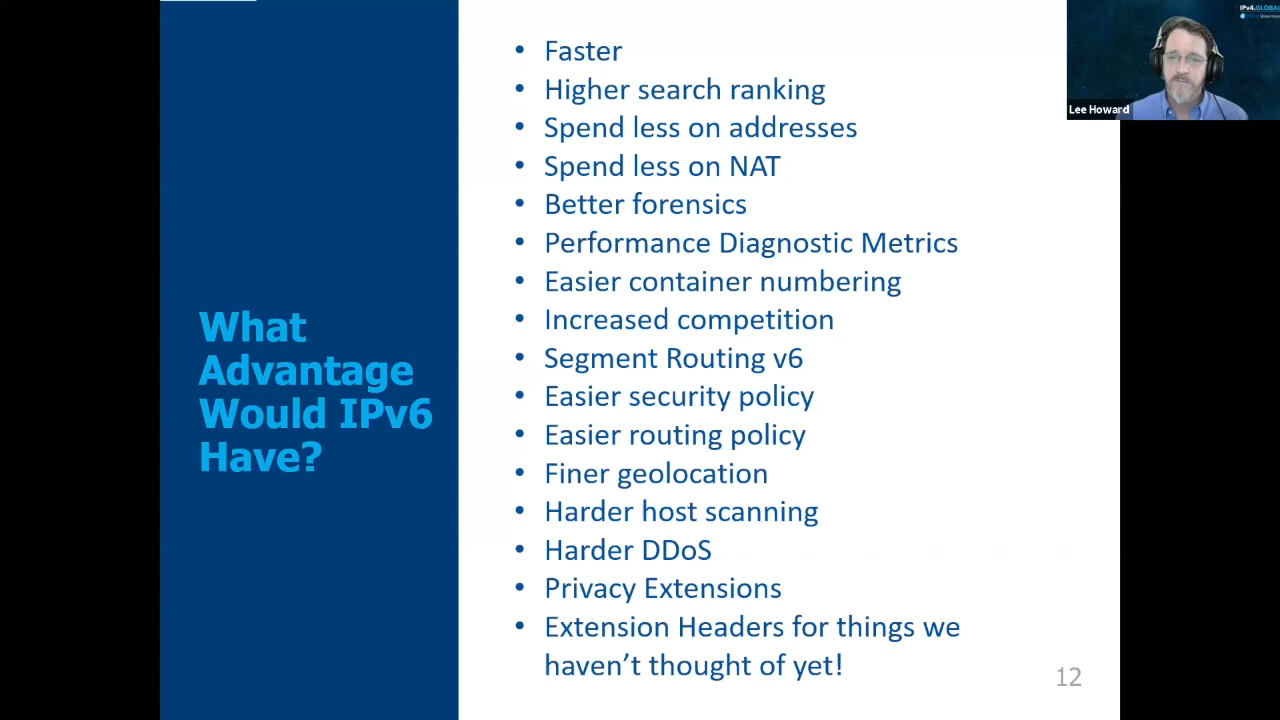 What
Advantage
Would IPv6
Have?
• Faster
• Higher search ranking
• Spend less on addresses
• Spend less on NAT
• Better forensics
• Performance Diagnostic Metrics
• Easier container numbering
• Increased competition
• Segment Routing v6
• Easier security policy
• Easier routing policy
• Finer geolocation
• Harder host scanning
• Harder DDoS
• Privacy Extensions
• Extension Headers for things we
haven’t thought of yet!
12
IPv4.GLOBAL
Lee Howard